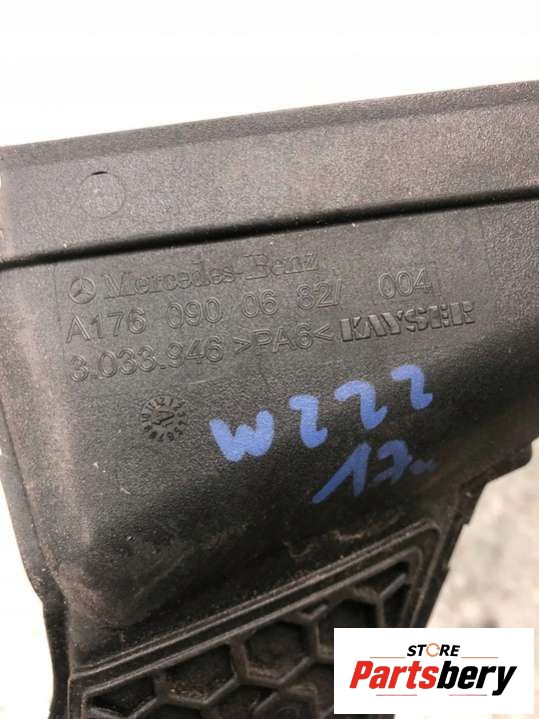 Mercedes-Benz
A176 090 06 82/ 004
3.033.946 >PA6< KAYSER
W222
17
STORE
Partsbery